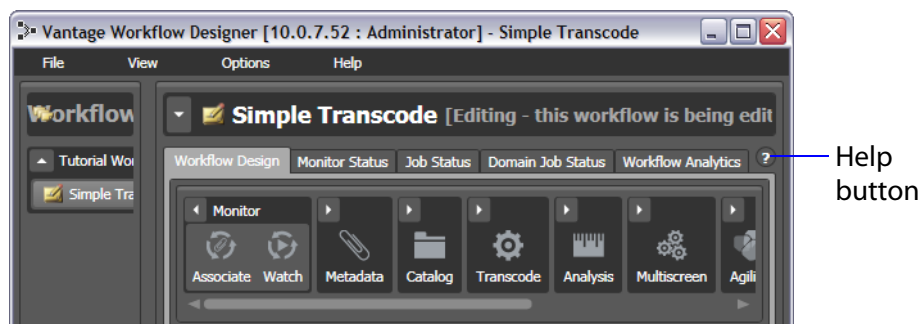 Vantage Workflow Designer [10.0.7.52 : Administrator] - Simple Transcode
File View Options Help
Workflow
Simple Transcode [Editing - this workflow is being edit
Tutorial Wor
Workflow Design Monitor Status Job Status Domain Job Status Workflow Analytics ?
Help
button
Simple Tra
Monitor
Associate Watch Metadata Catalog Transcode Analysis Multiscreen Agili